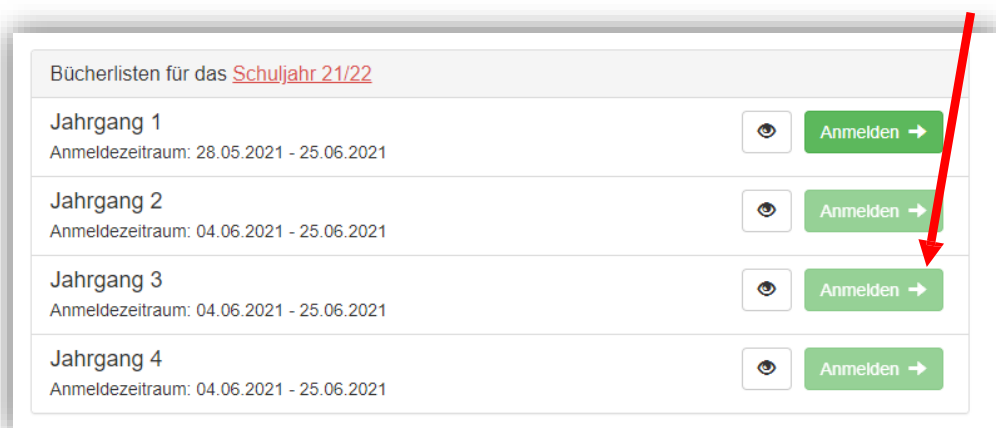 Bücherlisten für das Schuljahr 21/22
Jahrgang 1
Anmeldezeitraum: 28.05.2021 - 25.06.2021
Anmelden
Jahrgang 2
Anmeldezeitraum: 04.06.2021 - 25.06.2021
Anmelden
Jahrgang 3
Anmeldezeitraum: 04.06.2021 - 25.06.2021
Anmelden
Jahrgang 4
Anmeldezeitraum: 04.06.2021 - 25.06.2021
Anmelden